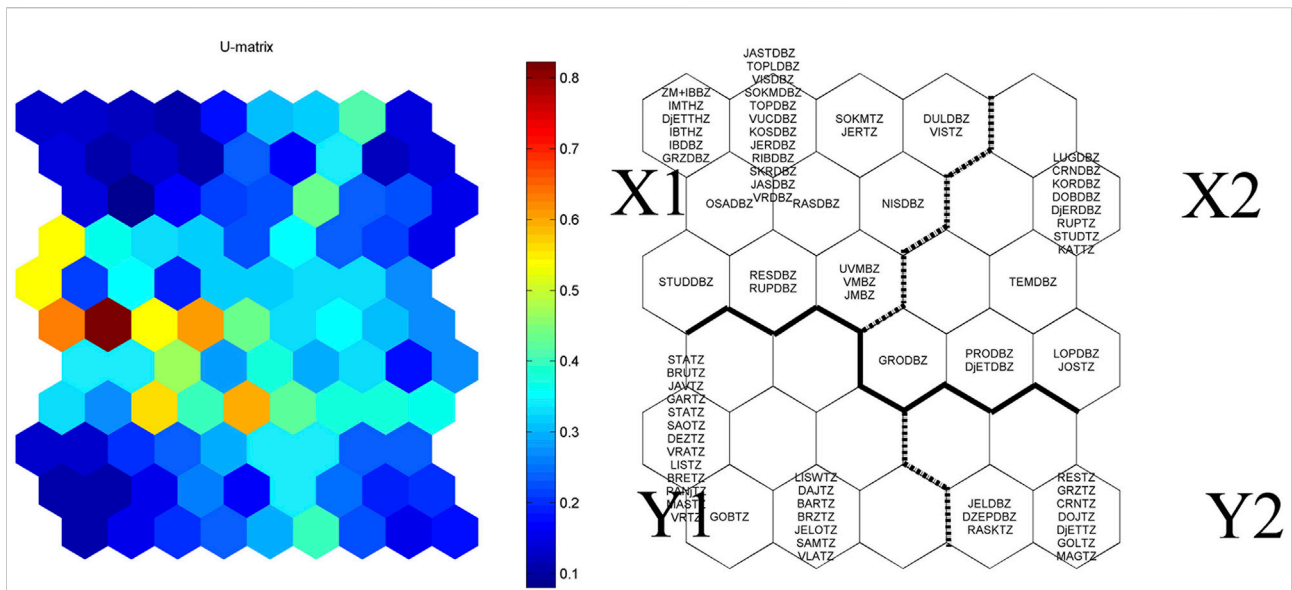 U-matrix
0.8
0.7
0.6
0.5
0.4
0.3
0.2
0.1
ZM+IBBZ
IMTHZ
DjETTHZ
IBTHZ
IBDBZ
GRZDBZ
JASTDBZ
TOPLDBZ
VISDBZ
SOKMDBZ
TOPDBZ
VUCDBZ
KOSDBZ
JERDBZ
RIBDBZ
SKRDBZ
JASDBZ
VRDBZ
SOKMTZ
JERTZ
DULDBZ
VISTZ
X1
OSADBZ
RASDBZ
NISDBZ
LUGDBZ
CRNDBZ
KORDBZ
DOBDBZ
DjERDBZ
RUPTZ
STUDTZ
KATTZ
X2
STUDDBZ
RESDBZ
RUPDBZ
UVMBZ
VMBZ
JMBZ
TEMDBZ
GRODBZ
PRODBZ
DjETDBZ
LOPDBZ
JOSTZ
STATZ
BRUTZ
JAVTZ
GARTZ
STATZ
SAOTZ
DEZTZ
VRATZ
LISTZ
BRETZ
PANjTZ
MASTZ
VRTZ
Y1
GOBTZ
LISWTZ
DAJTZ
BARTZ
BRZTZ
JELOTZ
SAMTZ
VLATZ
JELDBZ
DZEPDBZ
RASKTZ
RESTZ
GRZTZ
CRNTZ
DOJTZ
DjETTZ
GOLTZ
MAGTZ
Y2